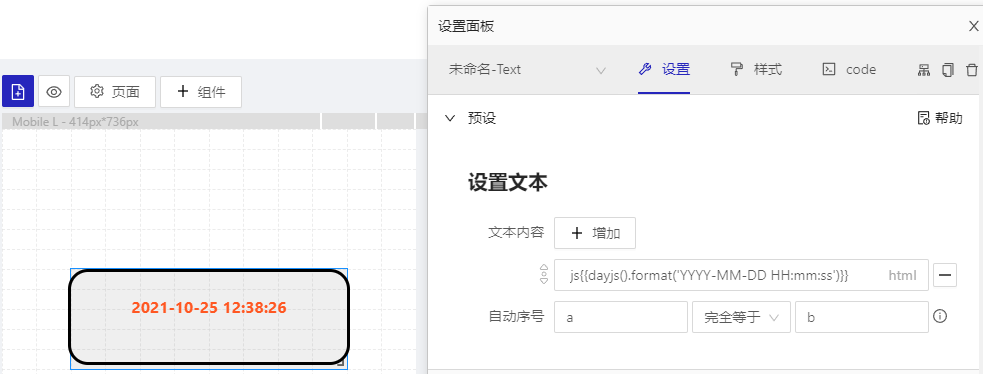 设置面板
未命名-Text
设置
样式
code
页面
组件
Mobile L - 414px*736px
预设
帮助
设置文本
文本内容
增加
js{{dayjs().format('YYYY-MM-DD HH:mm:ss')}}
html
2021-10-25 12:38:26
自动序号
a
完全等于
b